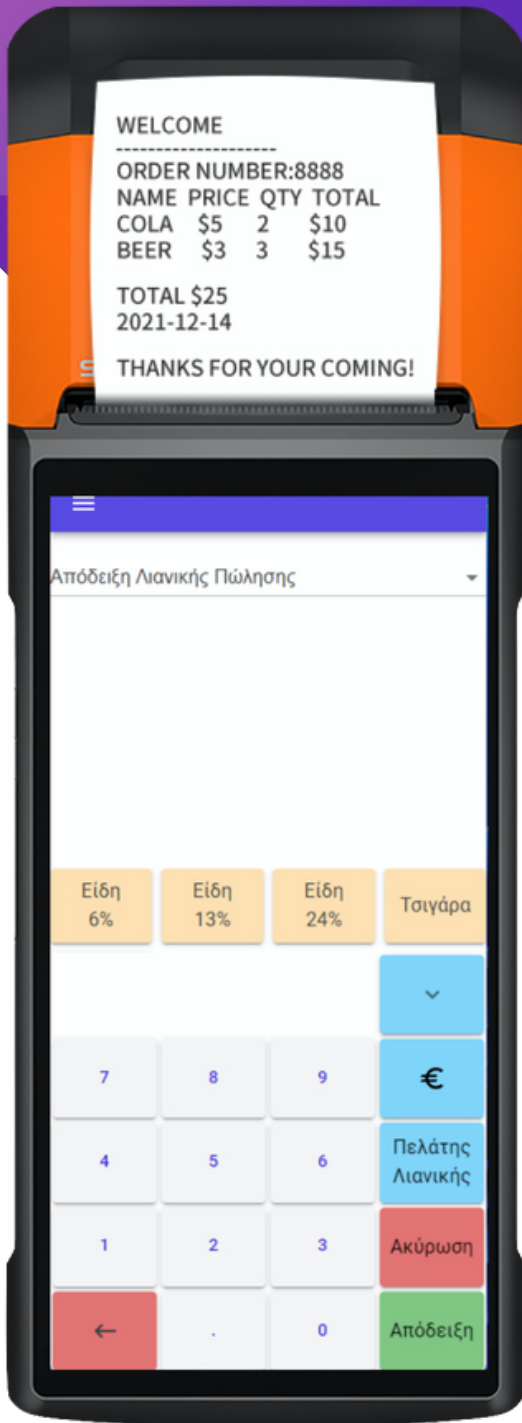 WELCOME
--------------------
ORDER NUMBER:8888
NAME PRICE QTY TOTAL
COLA $5 2 $10
BEER $3 3 $15
TOTAL $25
2021-12-14
THANKS FOR YOUR COMING!
Απόδειξη Λιανικής Πώλησης
Είδη 6%
Είδη 13%
Είδη 24%
Τσιγάρα
7 8 9 €
4 5 6 Πελάτης Λιανικής
1 2 3 Ακύρωση
← . 0 Απόδειξη